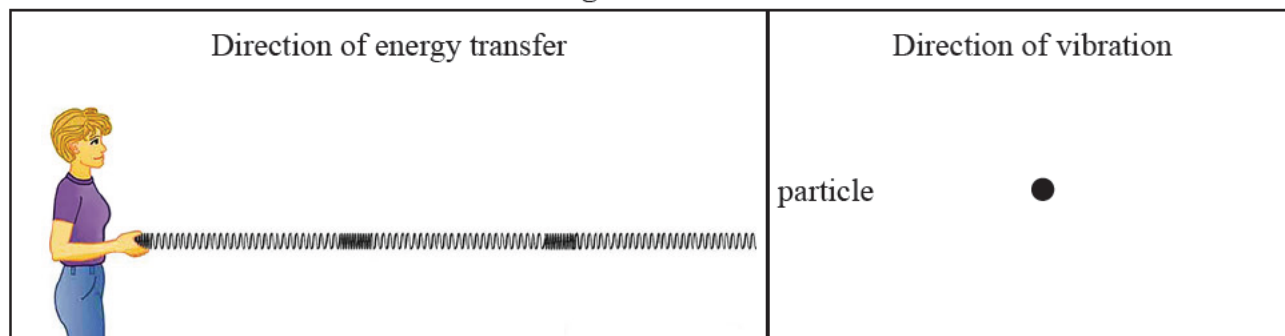 Direction of energy transfer
Direction of vibration
particle